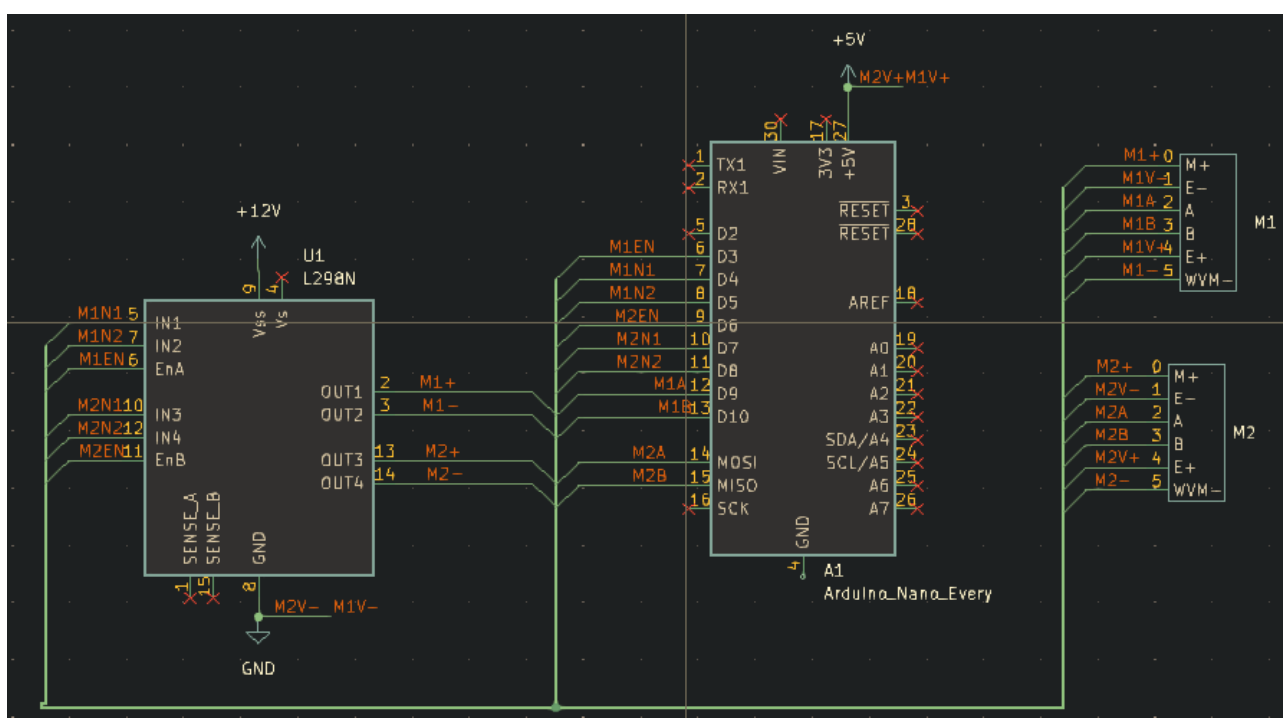 +5V
M2V+M1V+
30
17
27
VIN
3V3
+5V
1
TX1
2
RX1
RESET
3
RESET
28
5
D2
M1EN
6
D3
M1N1
7
D4
M1N2
8
D5
AREF
18
M2EN
9
D6
M2N1
10
D7
A0
19
M2N2
11
D8
A1
20
M1A
12
D9
A2
21
M1B
13
D10
A3
22
SDA/A4
23
M2A
14
MOSI
SCL/A5
24
M2B
15
MISO
A6
25
16
SCK
A7
26
GND
4
A1
Arduino_Nano_Every
+12V
U1
L298N
9
4
Vss
Vs
M1N1
5
IN1
M1N2
7
IN2
M1EN
6
EnA
OUT1
2
M1+
OUT2
3
M1-
M2N1
10
IN3
M2N2
12
IN4
M2EN
11
EnB
OUT3
13
M2+
OUT4
14
M2-
SENSE_A
SENSE_B
GND
1
15
8
M2V- M1V-
GND
M1+
0
M+
M1V-
1
E-
M1A
2
A
M1B
3
B
M1V+
4
E+
M1-
5
WVM-
M1
M2+
0
M+
M2V-
1
E-
M2A
2
A
M2B
3
B
M2V+
4
E+
M2-
5
WVM-
M2